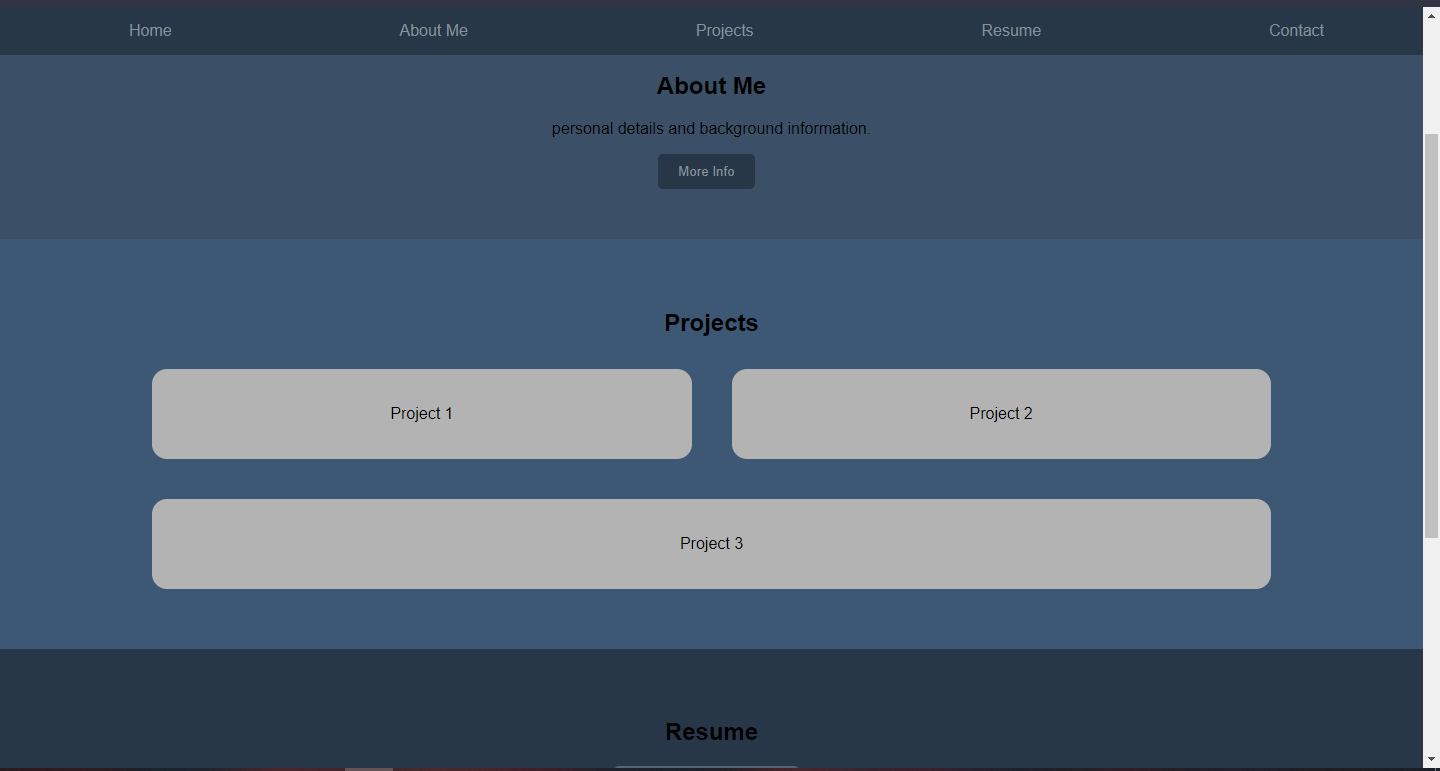 Home About Me Projects Resume Contact
About Me
personal details and background information.
More Info
Projects
Project 1 Project 2
Project 3
Resume